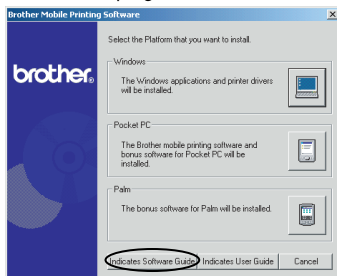 Brother Mobile Printing Software
Select the Platform that you want to install.
Windows
The Windows applications and printer drivers
will be installed.
brother®
Pocket PC
The Brother mobile printing software and
bonus software for Pocket PC will be
installed.
Palm
The bonus software for Palm will be installed.
Indicates Software Guide
Indicates User Guide
Cancel